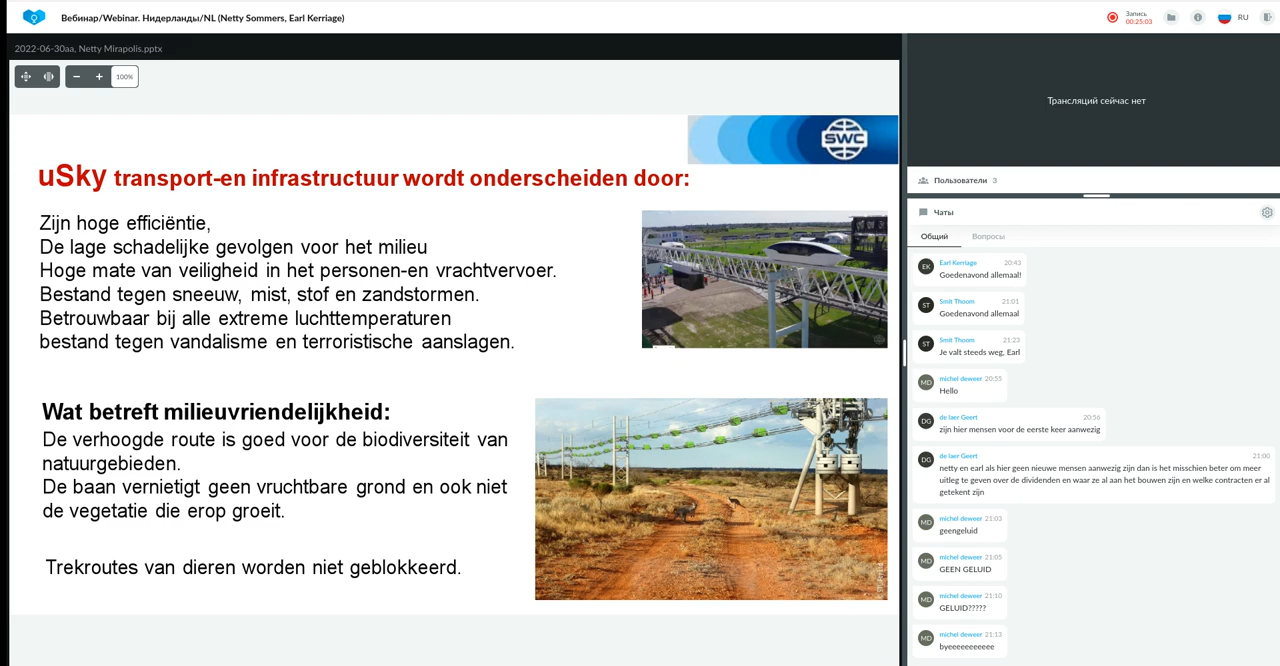 Вебинар/Webinar. Нидерланды/NL (Netty Sommers, Earl Kerriage)
Запись
00:25:03
RU
2022-06-30aa, Netty Mirapolis.pptx
100%
SWC
uSky transport-en infrastructuur wordt onderscheiden door:
Zijn hoge efficiëntie,
De lage schadelijke gevolgen voor het milieu
Hoge mate van veiligheid in het personen-en vrachtvervoer.
Bestand tegen sneeuw, mist, stof en zandstormen.
Betrouwbaar bij alle extreme luchttemperaturen
bestand tegen vandalisme en terroristische aanslagen.
Wat betreft milieuvriendelijkheid:
De verhoogde route is goed voor de biodiversiteit van
natuurgebieden.
De baan vernietigt geen vruchtbare grond en ook niet
de vegetatie die erop groeit.
Trekroutes van dieren worden niet geblokkeerd.
Трансляций сейчас нет
Пользователи 3
Чаты
Общий Вопросы
EK Earl Kerriage 20:43
Goedenavond allemaal!
ST Smit Thoom 21:01
Goedenavond allemaal
ST Smit Thoom 21:23
Je valt steeds weg, Earl
MD michel deweer 20:55
Hello
DG de laer Geert 20:56
zijn hier mensen voor de eerste keer aanwezig
DG de laer Geert 21:00
netty en earl als hier geen nieuwe mensen aanwezig zijn dan is het misschien beter om meer
uitleg te geven over de dividenden en waar ze al aan het bouwen zijn en welke contracten er al
getekent zijn
MD michel deweer 21:03
geengeluid
MD michel deweer 21:05
GEEN GELUID
MD michel deweer 21:10
GELUID?????
MD michel deweer 21:13
byeeeeeeeeeee